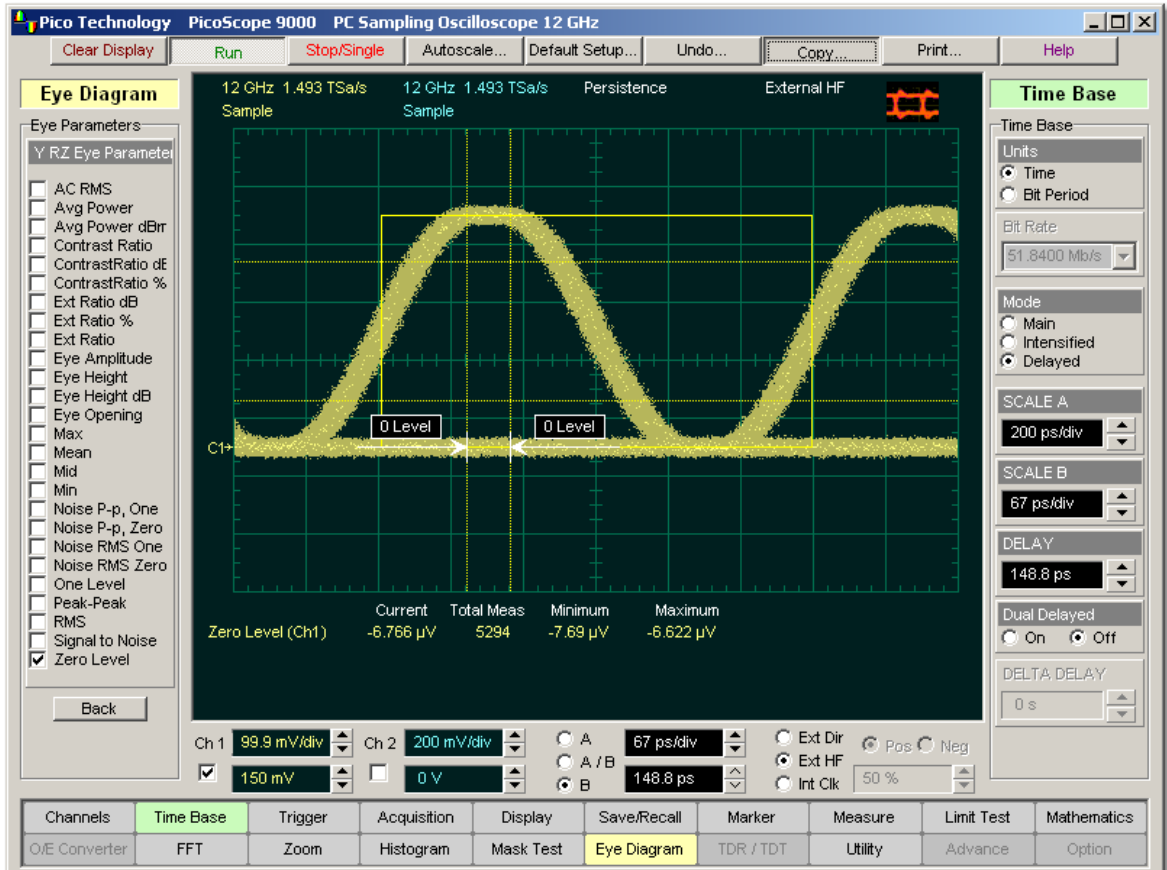 Pico Technology PicoScope 9000 PC Sampling Oscilloscope 12 GHz
Clear Display Run Stop/Single Autoscale... Default Setup... Undo... Copy... Print... Help
Eye Diagram
Eye Parameters
Y RZ Eye Parameter
AC RMS
Avg Power
Avg Power dBm
Contrast Ratio
ContrastRatio dB
ContrastRatio %
Ext Ratio dB
Ext Ratio %
Ext Ratio
Eye Amplitude
Eye Height
Eye Height dB
Eye Opening
Max
Mean
Mid
Min
Noise P-p, One
Noise P-p, Zero
Noise RMS One
Noise RMS Zero
One Level
Peak-Peak
RMS
Signal to Noise
Zero Level
Back
12 GHz 1.493 TSa/s 12 GHz 1.493 TSa/s Persistence External HF
Sample Sample
0 Level 0 Level
C1
Current Total Meas Minimum Maximum
Zero Level (Ch1) -6.766 µV 5294 -7.69 µV -6.622 µV
Time Base
Time Base
Units
Time
Bit Period
Bit Rate
51.8400 Mb/s
Mode
Main
Intensified
Delayed
SCALE A
200 ps/div
SCALE B
67 ps/div
DELAY
148.8 ps
Dual Delayed
On Off
DELTA DELAY
0 s
Ch 1 99.9 mV/div Ch 2 200 mV/div A 67 ps/div Ext Dir Pos Neg
A / B Ext HF
150 mV 0 V B 148.8 ps Int Clk 50 %
Channels Time Base Trigger Acquisition Display Save/Recall Marker Measure Limit Test Mathematics
O/E Converter FFT Zoom Histogram Mask Test Eye Diagram TDR / TDT Utility Advance Option